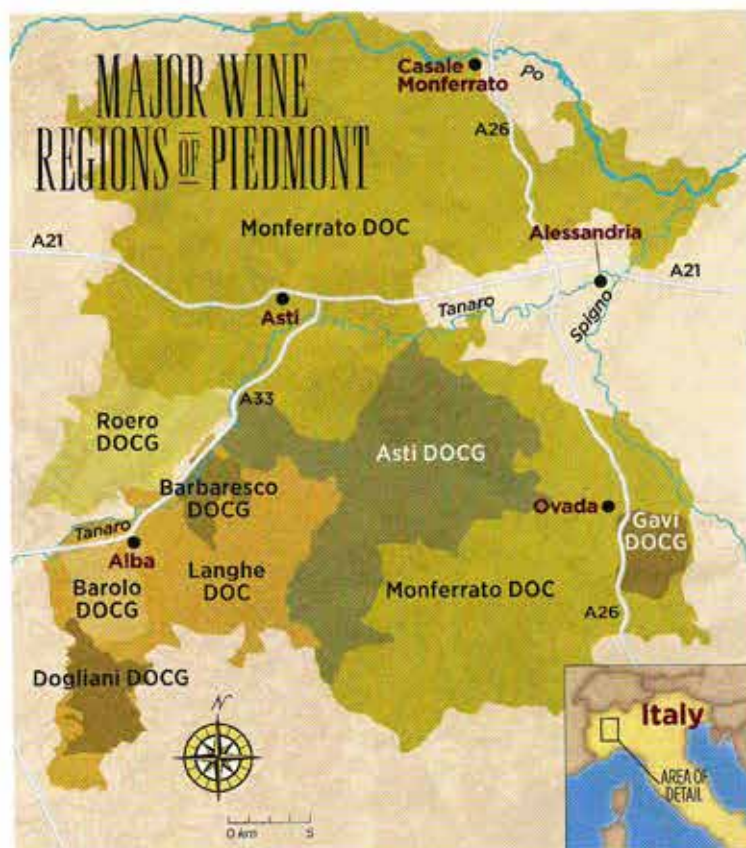 MAJOR WINE
REGIONS OF PIEDMONT
Casale
Monferrato
Po
A26
Monferrato DOC
A21
Alessandria
A21
Asti
Tanaro
Spigno
A33
Roero
DOCG
Asti DOCG
Barbaresco
DOCG
Ovada
Gavi
DOCG
Tanaro
Alba
Langhe
DOC
Barolo
DOCG
Monferrato DOC
A26
Dogliani DOCG
N
Italy
AREA OF
DETAIL
0 km 5